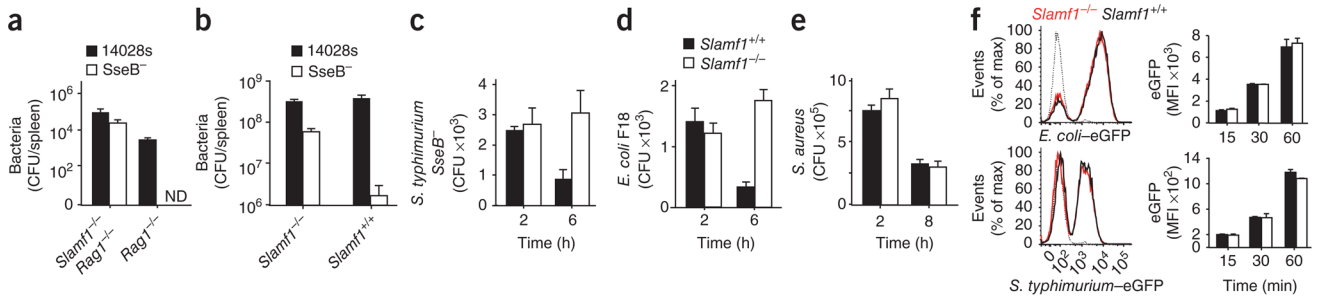 a
14028s
SseB⁻
10⁶
10⁴
10²
0
Bacteria
(CFU/spleen)
ND
Slamf1⁻/⁻
Rag1⁻/⁻
Rag1⁻/⁻
b
14028s
SseB⁻
10⁹
10⁸
10⁷
10⁶
Bacteria
(CFU/spleen)
Slamf1⁻/⁻
Slamf1⁺/⁺
c
S. typhimurium
SseB⁻
(CFU ×10³)
4
3
2
1
0
2
6
Time (h)
d
Slamf1⁺/⁺
Slamf1⁻/⁻
E. coli F18
(CFU ×10³)
2
1
0
2
6
Time (h)
e
S. aureus
(CFU ×10⁵)
10
5
0
2
8
Time (h)
f
Slamf1⁻/⁻ Slamf1⁺/⁺
Events
(% of max)
100
80
60
40
20
0
E. coli–eGFP
eGFP
(MFI ×10³)
8
6
4
2
0
15
30
60
Events
(% of max)
100
80
60
40
20
0
0
10²
10³
10⁴
10⁵
S. typhimurium–eGFP
eGFP
(MFI ×10²)
14
10
6
2
0
15
30
60
Time (min)